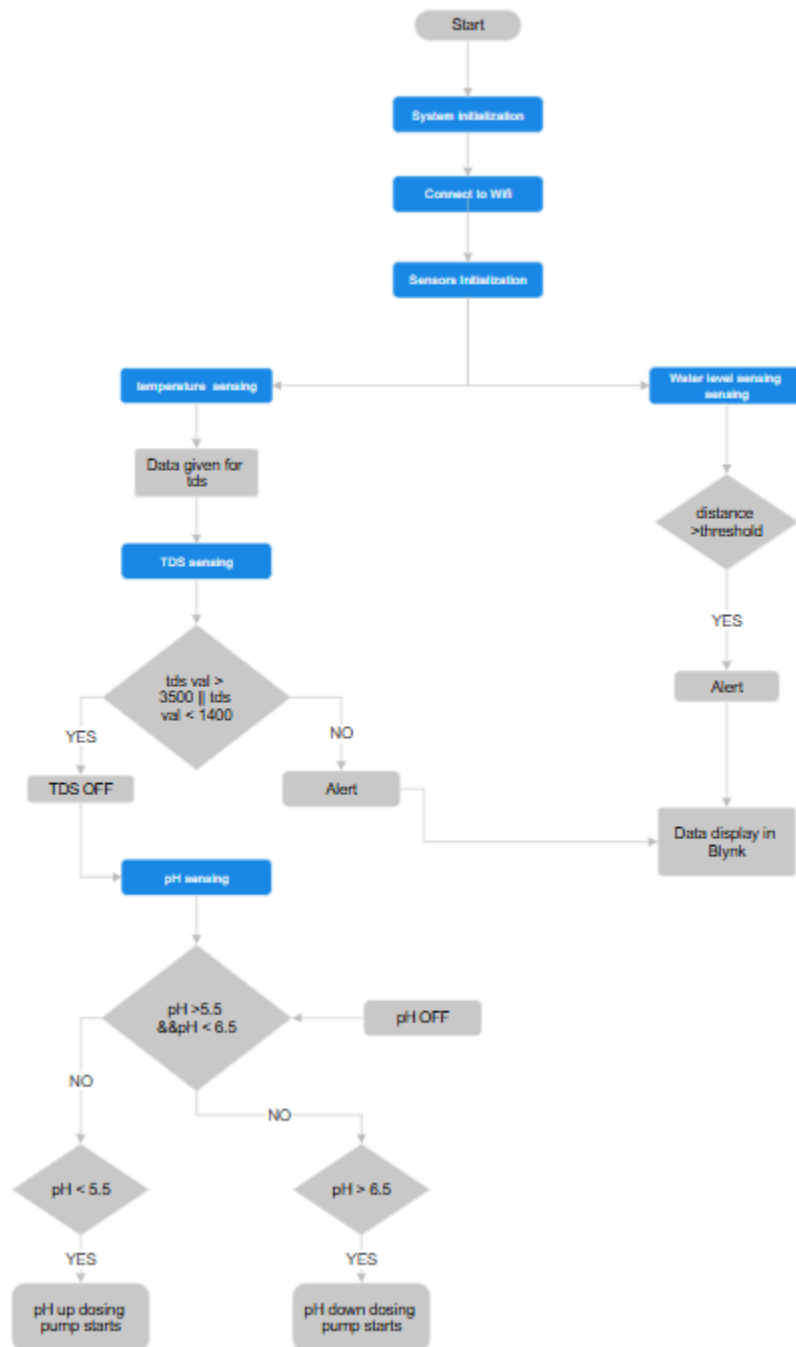 Start
System initialization
Connect to Wifi
Sensors Initialization
temperature sensing
Water level sensing
sensing
Data given for
tds
distance
>threshold
TDS sensing
YES
tds val >
3500 || tds
val < 1400
Alert
YES
NO
TDS OFF
Alert
Data display in
Blynk
pH sensing
pH >5.5
&&pH < 6.5
pH OFF
NO
NO
pH < 5.5
pH > 6.5
YES
YES
pH up dosing
pump starts
pH down dosing
pump starts